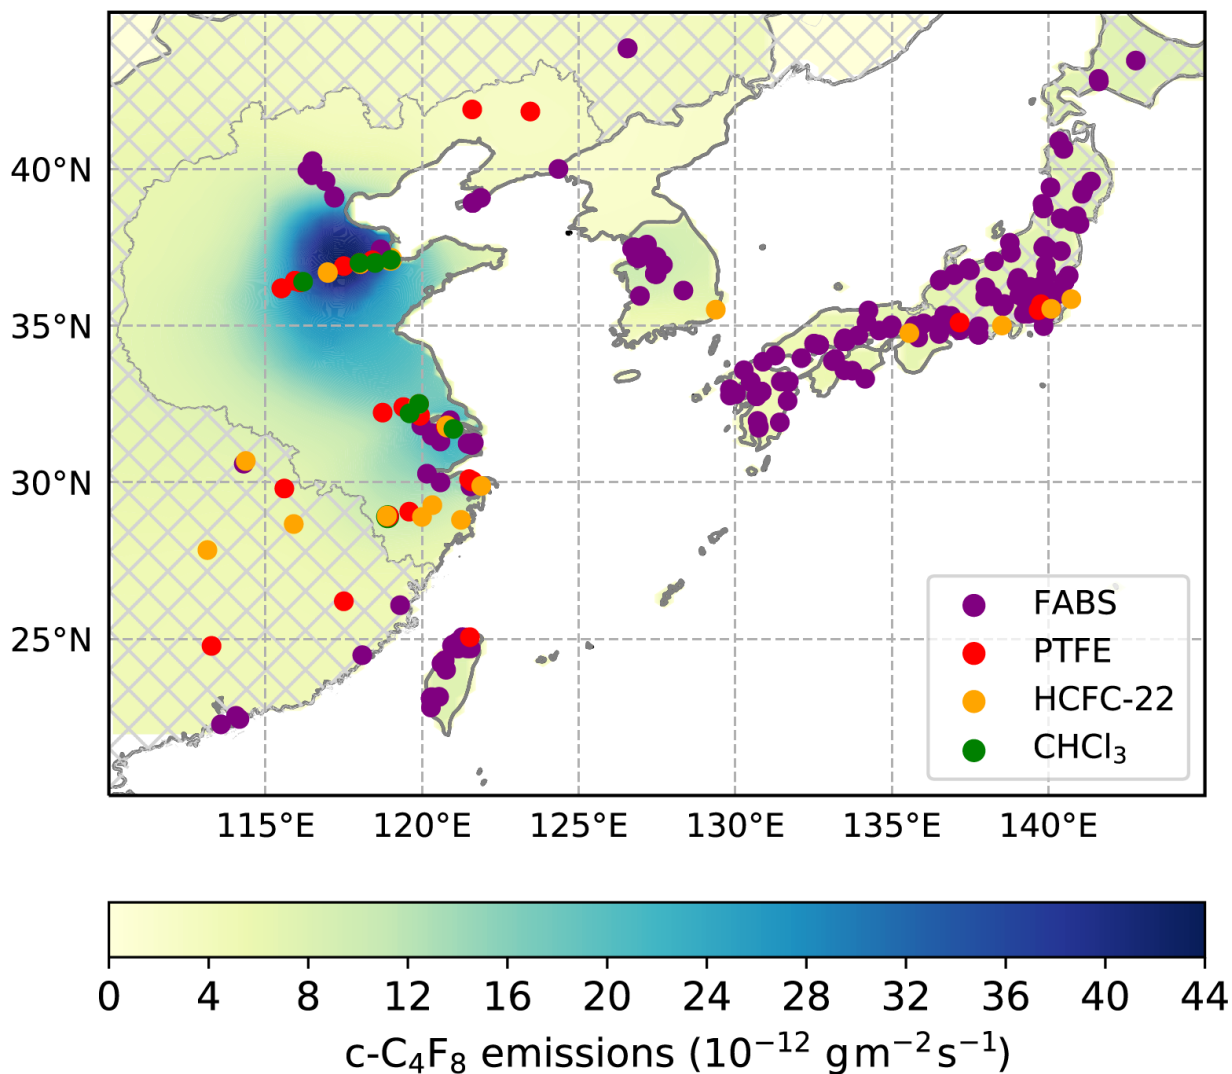 40°N
35°N
30°N
25°N
FABS
PTFE
HCFC-22
CHCl₃
115°E 120°E 125°E 130°E 135°E 140°E
0 4 8 12 16 20 24 28 32 36 40 44
c-C₄F₈ emissions (10⁻¹² gm⁻²s⁻¹)